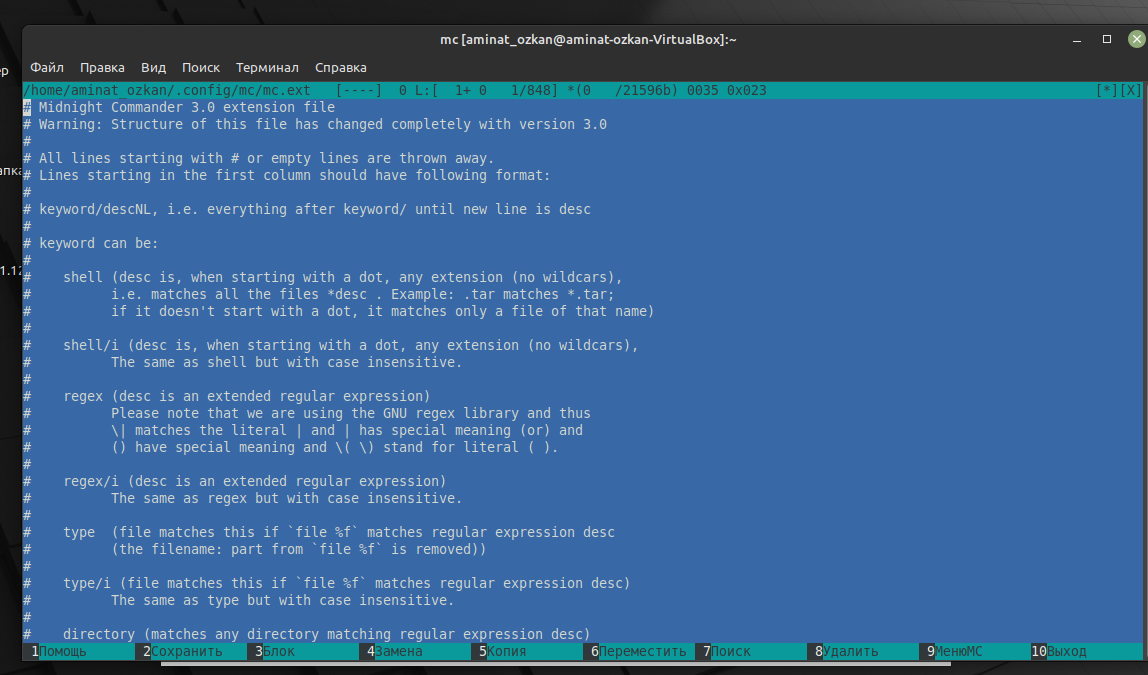 mc [aminat_ozkan@aminat-ozkan-VirtualBox]:~
Файл Правка Вид Поиск Терминал Справка
/home/aminat_ozkan/.config/mc/mc.ext   [----]  0 L:[  1+ 0   1/848] *(0   /21596b) 0035 0x023 [*][X]
# Midnight Commander 3.0 extension file
# Warning: Structure of this file has changed completely with version 3.0
#
# All lines starting with # or empty lines are thrown away.
# Lines starting in the first column should have following format:
#
# keyword/descNL, i.e. everything after keyword/ until new line is desc
#
# keyword can be:
#
#    shell (desc is, when starting with a dot, any extension (no wildcars),
#          i.e. matches all the files *desc . Example: .tar matches *.tar;
#          if it doesn't start with a dot, it matches only a file of that name)
#
#    shell/i (desc is, when starting with a dot, any extension (no wildcars),
#          The same as shell but with case insensitive.
#
#    regex (desc is an extended regular expression)
#          Please note that we are using the GNU regex library and thus
#          \| matches the literal | and | has special meaning (or) and
#          () have special meaning and \( \) stand for literal ( ).
#
#    regex/i (desc is an extended regular expression)
#          The same as regex but with case insensitive.
#
#    type  (file matches this if `file %f` matches regular expression desc
#          (the filename: part from `file %f` is removed))
#
#    type/i (file matches this if `file %f` matches regular expression desc)
#          The same as type but with case insensitive.
#
#    directory (matches any directory matching regular expression desc)
1Помощь 2Сохранить 3Блок 4Замена 5Копия 6Переместить 7Поиск 8Удалить 9МенюMC 10Выход